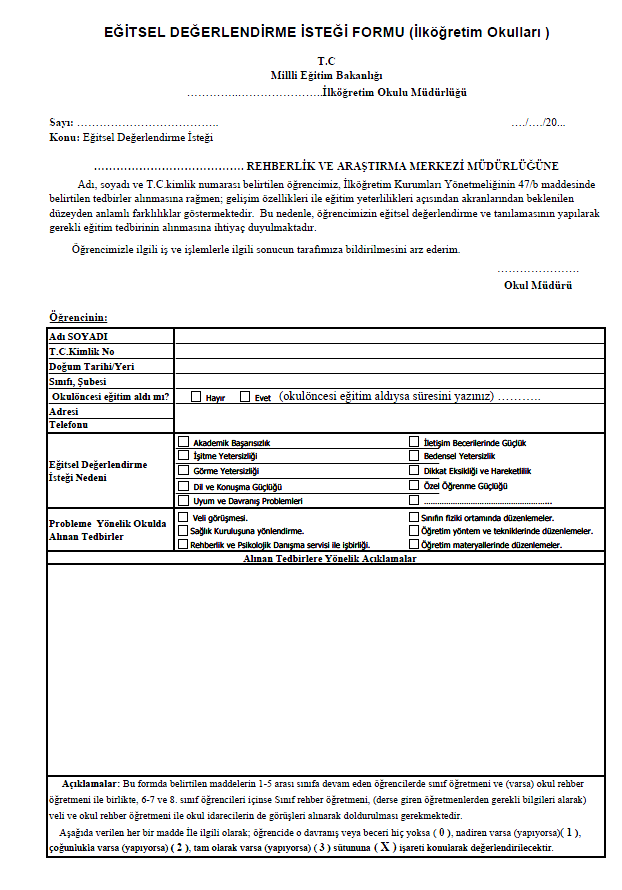 EĞİTSEL DEĞERLENDİRME İSTEĞİ FORMU (İlköğretim Okulları )
T.C
Millli Eğitim Bakanlığı
…………..…………………..İlköğretim Okulu Müdürlüğü
Sayı: ………………………………….. …./…./20...
Konu: Eğitsel Değerlendirme İsteği
………………………………….. REHBERLİK VE ARAŞTIRMA MERKEZİ MÜDÜRLÜĞÜNE
Adı, soyadı ve T.C.kimlik numarası belirtilen öğrencimiz, İlköğretim Kurumları Yönetmeliğinin 47/b maddesinde
belirtilen tedbirler alınmasına rağmen; gelişim özellikleri ile eğitim yeterlilikleri açısından akranlarından beklenilen
düzeyden anlamlı farklılıklar göstermektedir. Bu nedenle, öğrencimizin eğitsel değerlendirme ve tanılamasının yapılarak
gerekli eğitim tedbirinin alınmasına ihtiyaç duyulmaktadır.
Öğrencimizle ilgili iş ve işlemlerle ilgili sonucun tarafımıza bildirilmesini arz ederim.
………………….
Okul Müdürü
Öğrencinin:
Adı SOYADI
T.C.Kimlik No
Doğum Tarihi/Yeri
Sınıfı, Şubesi
Okulöncesi eğitim aldı mı? Hayır Evet (okulöncesi eğitim aldıysa süresini yazınız) ………..
Adresi
Telefonu
Eğitsel Değerlendirme
İsteği Nedeni
Akademik Başarısızlık İletişim Becerilerinde Güçlük
İşitme Yetersizliği Bedensel Yetersizlik
Görme Yetersizliği Dikkat Eksikliği ve Hareketlilik
Dil ve Konuşma Güçlüğü Özel Öğrenme Güçlüğü
Uyum ve Davranış Problemleri ......................................................
Probleme Yönelik Okulda
Alınan Tedbirler
Veli görüşmesi. Sınıfın fiziki ortamında düzenlemeler.
Sağlık Kuruluşuna yönlendirme. Öğretim yöntem ve tekniklerinde düzenlemeler.
Rehberlik ve Psikolojik Danışma servisi ile işbirliği. Öğretim materyallerinde düzenlemeler.
Alınan Tedbirlere Yönelik Açıklamalar
Açıklamalar: Bu formda belirtilen maddelerin 1-5 arası sınıfa devam eden öğrencilerde sınıf öğretmeni ve (varsa) okul rehber
öğretmeni ile birlikte, 6-7 ve 8. sınıf öğrencileri içinse Sınıf rehber öğretmeni, (derse giren öğretmenlerden gerekli bilgileri alarak)
veli ve okul rehber öğretmeni ile okul idarecilerin de görüşleri alınarak doldurulması gerekmektedir.
Aşağıda verilen her bir madde İle ilgili olarak; öğrencide o davranış veya beceri hiç yoksa ( 0 ), nadiren varsa (yapıyorsa)( 1 ),
çoğunlukla varsa (yapıyorsa) ( 2 ), tam olarak varsa (yapıyorsa) ( 3 ) sütununa ( X ) işareti konularak değerlendirilecektir.